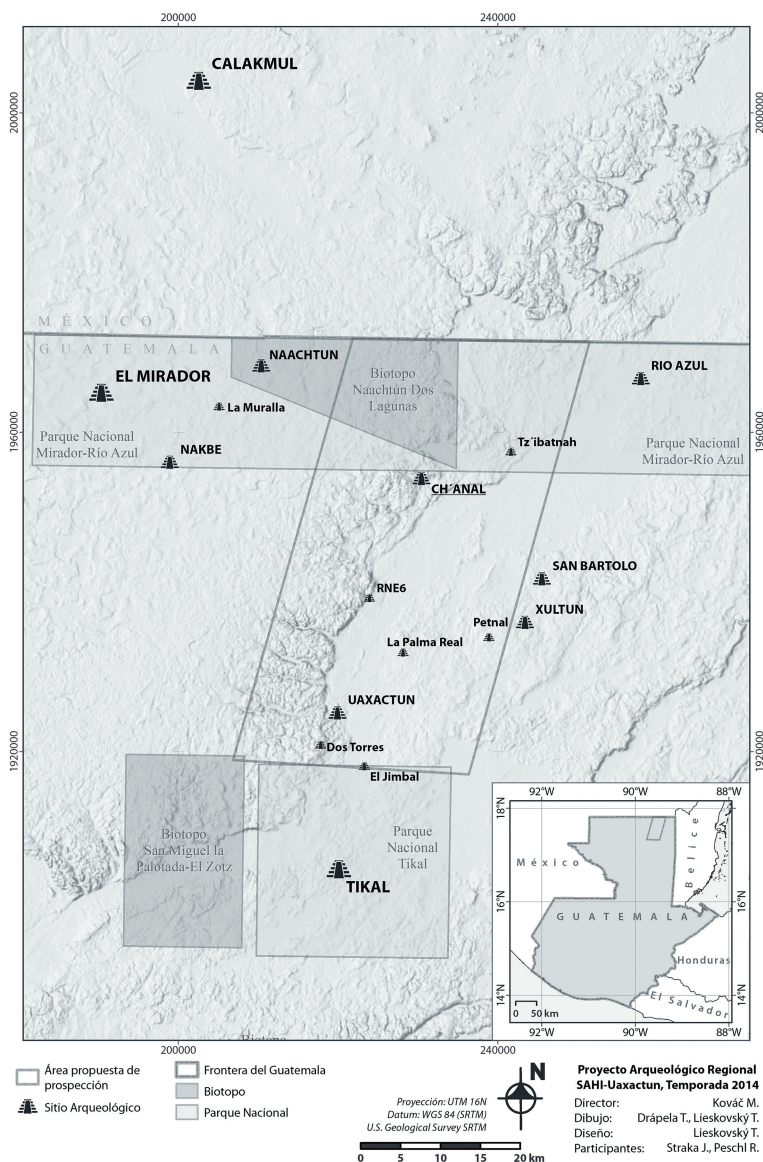 200000
240000
2000000
2000000
CALAKMUL
MÉXICO
GUATEMALA
NAACHTUN
EL MIRADOR
RIO AZUL
Biotopo
Naachtún Dos
Lagunas
La Muralla
1960000
1960000
Parque Nacional
Mirador-Río Azul
NAKBE
Tz´ibatnah
Parque Nacional
Mirador-Río Azul
CH´ANAL
SAN BARTOLO
RNE6
XULTUN
Petnal
La Palma Real
UAXACTUN
Dos Torres
1920000
1920000
El Jimbal
Biotopo
San Miguel la
Palotada-El Zotz
Parque
Nacional
Tikal
TIKAL
92°W
90°W
88°W
18°N
México
Belice
16°N
16°N
GUATEMALA
Honduras
El Salvador
14°N
14°N
0 50 km
92°W
90°W
88°W
Biotopo
200000
240000
Área propuesta de
prospección
Sitio Arqueológico
Frontera del Guatemala
Biotopo
Parque Nacional
Proyección: UTM 16N
Datum: WGS 84 (SRTM)
U.S. Geological Survey SRTM
N
0 5 10 15 20 km
Proyecto Arqueológico Regional
SAHI-Uaxactun, Temporada 2014
Director: Kováč M.
Dibujo: Drápela T., Lieskovský T.
Diseño: Lieskovský T.
Participantes: Straka J., Peschl R.